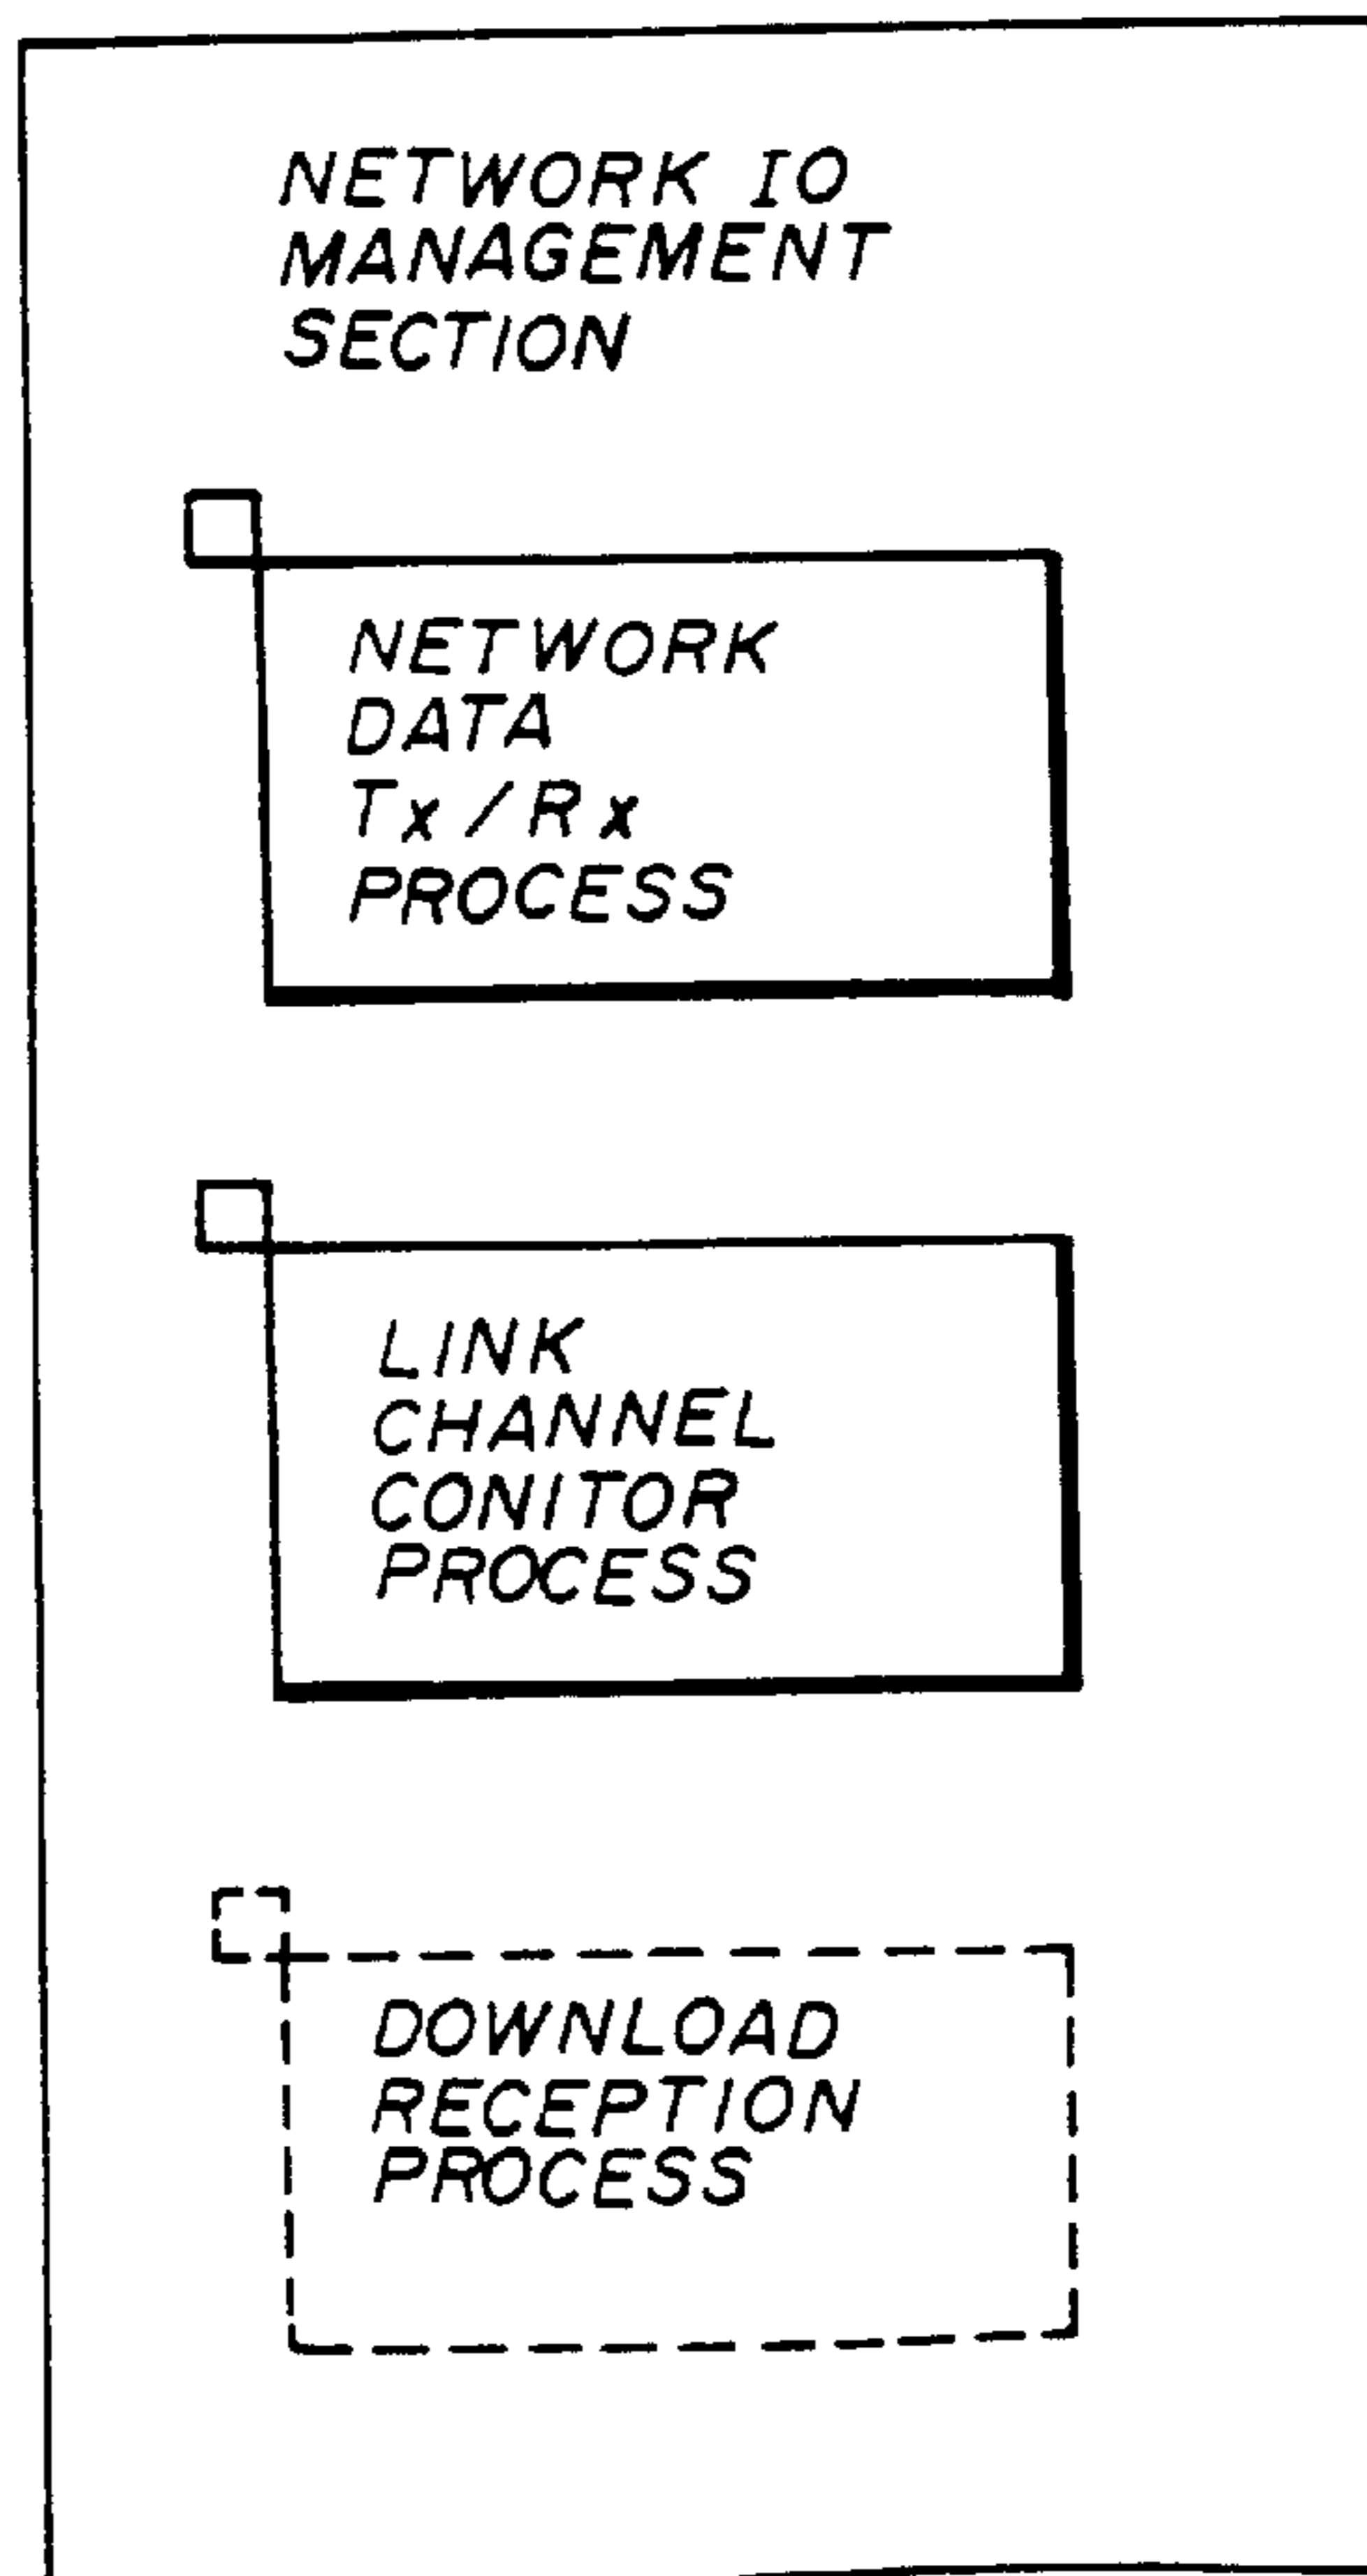 NETWORK IO
MANAGEMENT
SECTION
NETWORK
DATA
Tx/Rx
PROCESS
LINK
CHANNEL
CONITOR
PROCESS
DOWNLOAD
RECEPTION
PROCESS